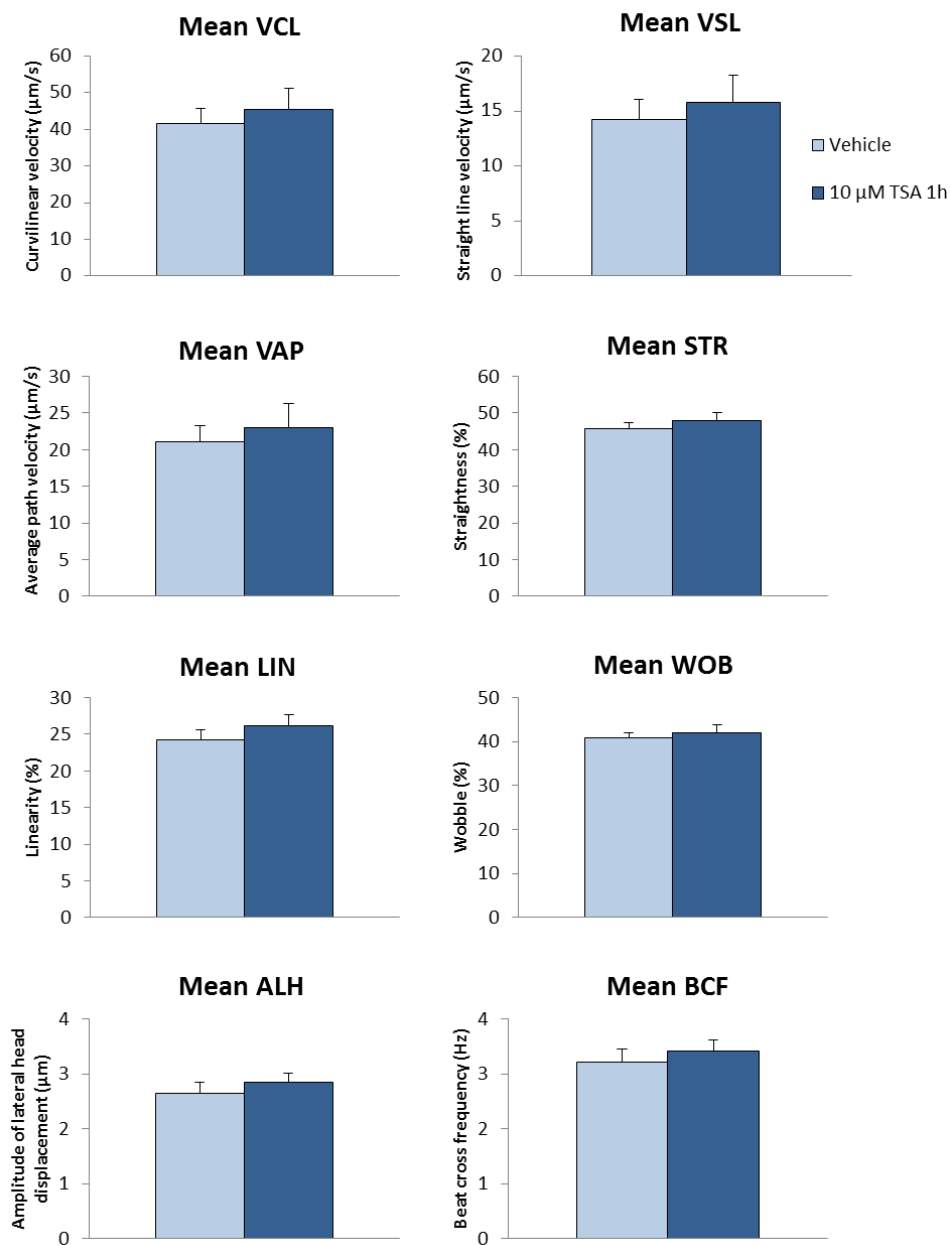 Mean VCL
Curvilinear velocity (µm/s)
60
50
40
30
20
10
0
Mean VSL
Straight line velocity (µm/s)
20
15
10
5
0
Vehicle
10 µM TSA 1h
Mean VAP
Average path velocity (µm/s)
30
25
20
15
10
5
0
Mean STR
Straightness (%)
60
50
40
30
20
10
0
Mean LIN
Linearity (%)
30
25
20
15
10
5
0
Mean WOB
Wobble (%)
50
40
30
20
10
0
Mean ALH
Amplitude of lateral head
displacement (µm)
4
3
2
1
0
Mean BCF
Beat cross frequency (Hz)
4
3
2
1
0